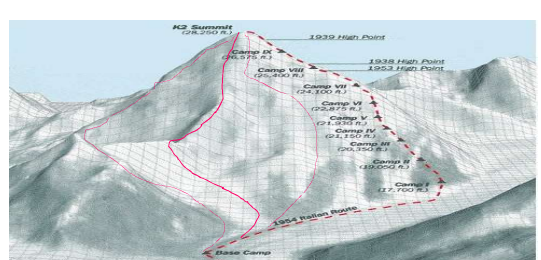 K2 Summit
(28,250 ft.)
1939 High Point
Camp IX
(26,575 ft.)
1938 High Point
1953 High Point
Camp VIII
(25,400 ft.)
Camp VII
(24,100 ft.)
Camp VI
(22,875 ft.)
Camp V
(21,930 ft.)
Camp IV
(21,150 ft.)
Camp III
(20,350 ft.)
Camp II
(19,050 ft.)
Camp I
(17,700 ft.)
1954 Italian Route
Base Camp